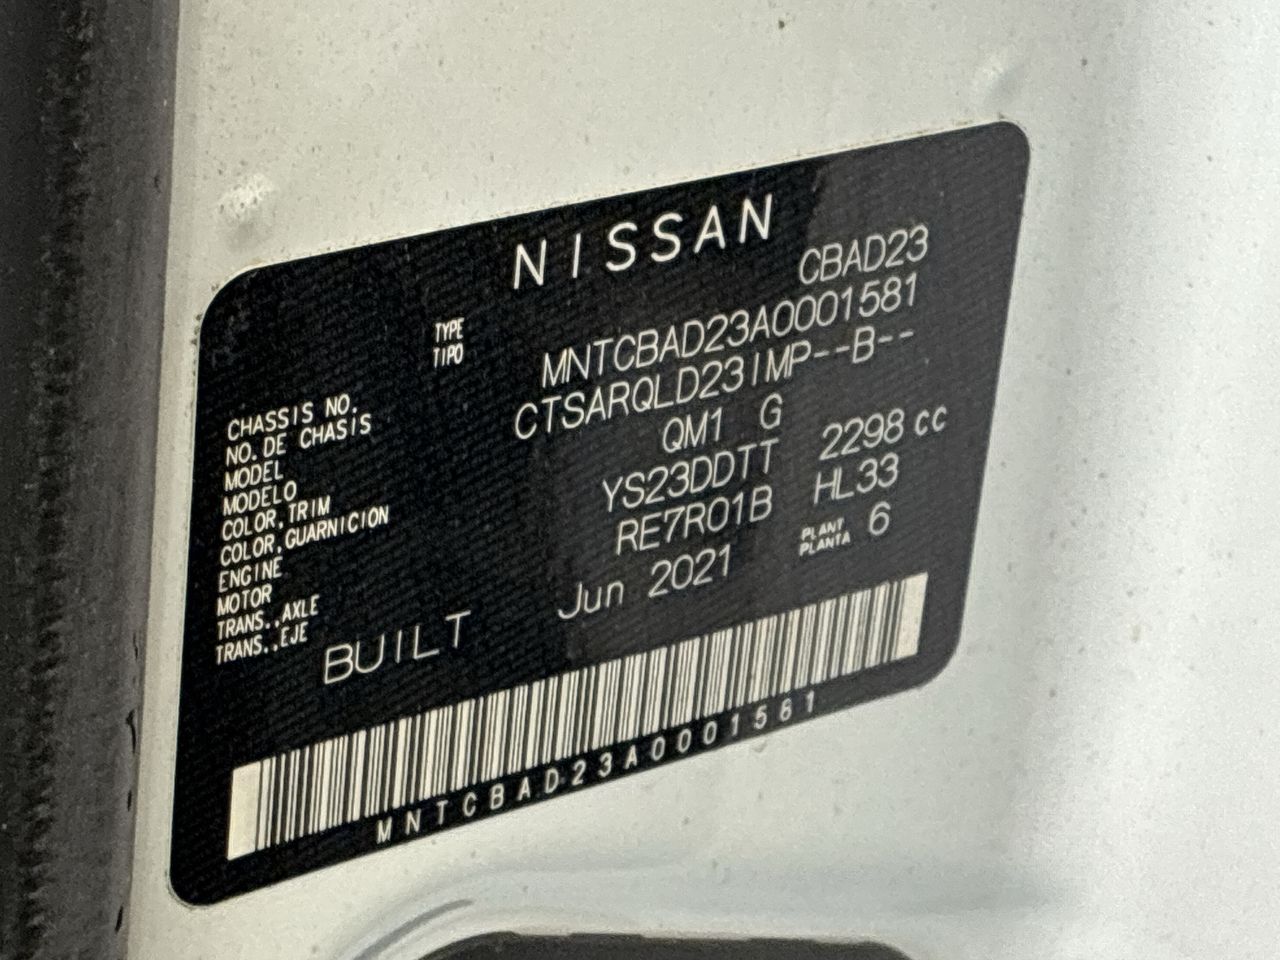 NISSAN
TYPE
TIPO
CBAD23
CHASSIS NO.
NO. DE CHASIS
MNTCBAD23A0001581
MODEL
MODELO
CTSARQLD23IMP--B--
COLOR,TRIM
COLOR,GUARNICION
QM1 G
ENGINE
MOTOR
YS23DDTT 2298 cc
TRANS.,AXLE
TRANS.,EJE
RE7R01B HL33
BUILT Jun 2021
PLANT
PLANTA
6
MNTCBAD23A0001581